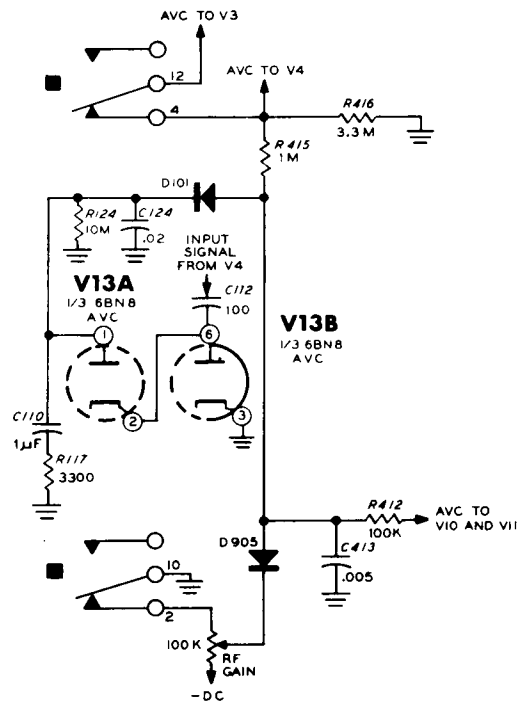 AVC TO V3
12
4
AVC TO V4
R416
3.3 M
R415
1M
D101
R124
10M
C124
.02
INPUT
SIGNAL
FROM V4
C112
100
V13A
1/3 6BN8
AVC
1
2
6
3
V13B
1/3 6BN8
AVC
C110
1µF
R117
3300
R412
100K
AVC TO
V10 AND V11
D905
C413
.005
10
2
100K
RF
GAIN
-DC